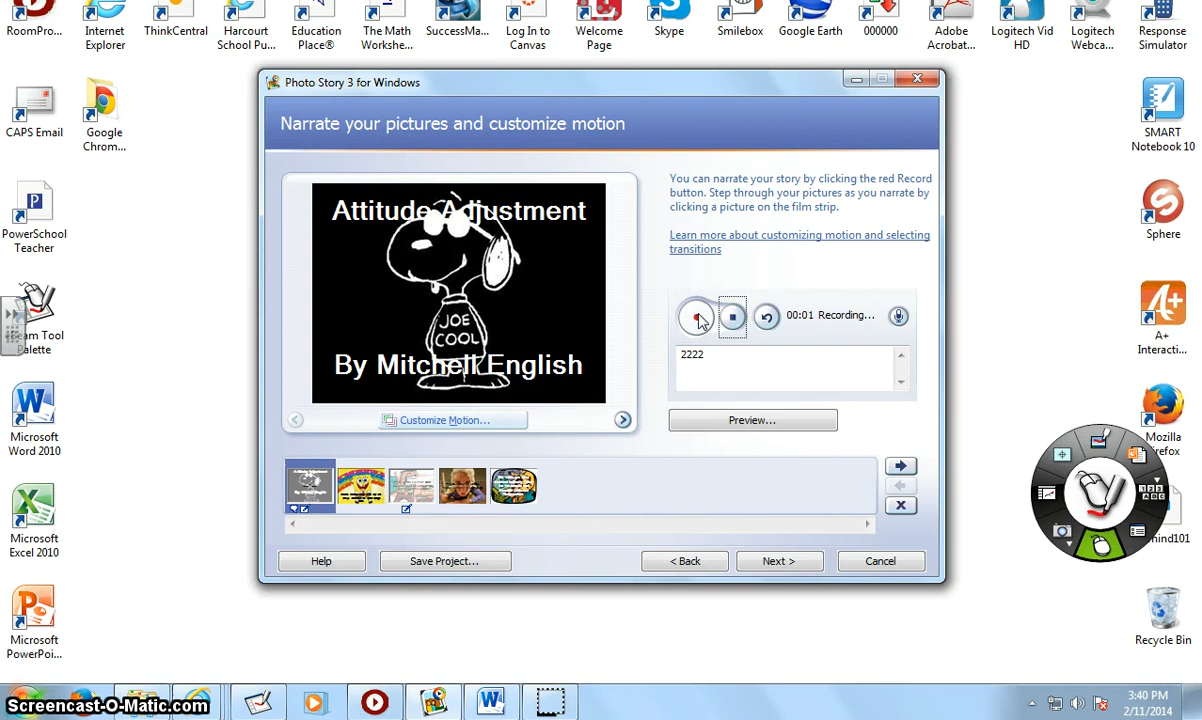 RoomPro...
Internet
Explorer
ThinkCentral
Harcourt
School Pu...
Education
Place®
The Math
Workshe...
SuccessMa...
Log In to
Canvas
Welcome
Page
Skype
Smilebox
Google Earth
000000
Adobe
Acrobat...
Logitech Vid
HD
Logitech
Webca...
Response
Simulator
CAPS Email
Google
Chrom...
PowerSchool
Teacher
eBeam Tool
Palette
Microsoft
Word 2010
Microsoft
Excel 2010
Microsoft
PowerPoi...
Photo Story 3 for Windows
Narrate your pictures and customize motion
Attitude Adjustment
JOE
COOL
By Mitchell English
Customize Motion...
You can narrate your story by clicking the red Record
button. Step through your pictures as you narrate by
clicking a picture on the film strip.
Learn more about customizing motion and selecting
transitions
00:01 Recording...
2222
Preview...
Help
Save Project...
< Back
Next >
Cancel
SMART
Notebook 10
Sphere
A+
Interacti...
Mozilla
Firefox
Recycle Bin
Screencast-O-Matic.com
3:40 PM
2/11/2014